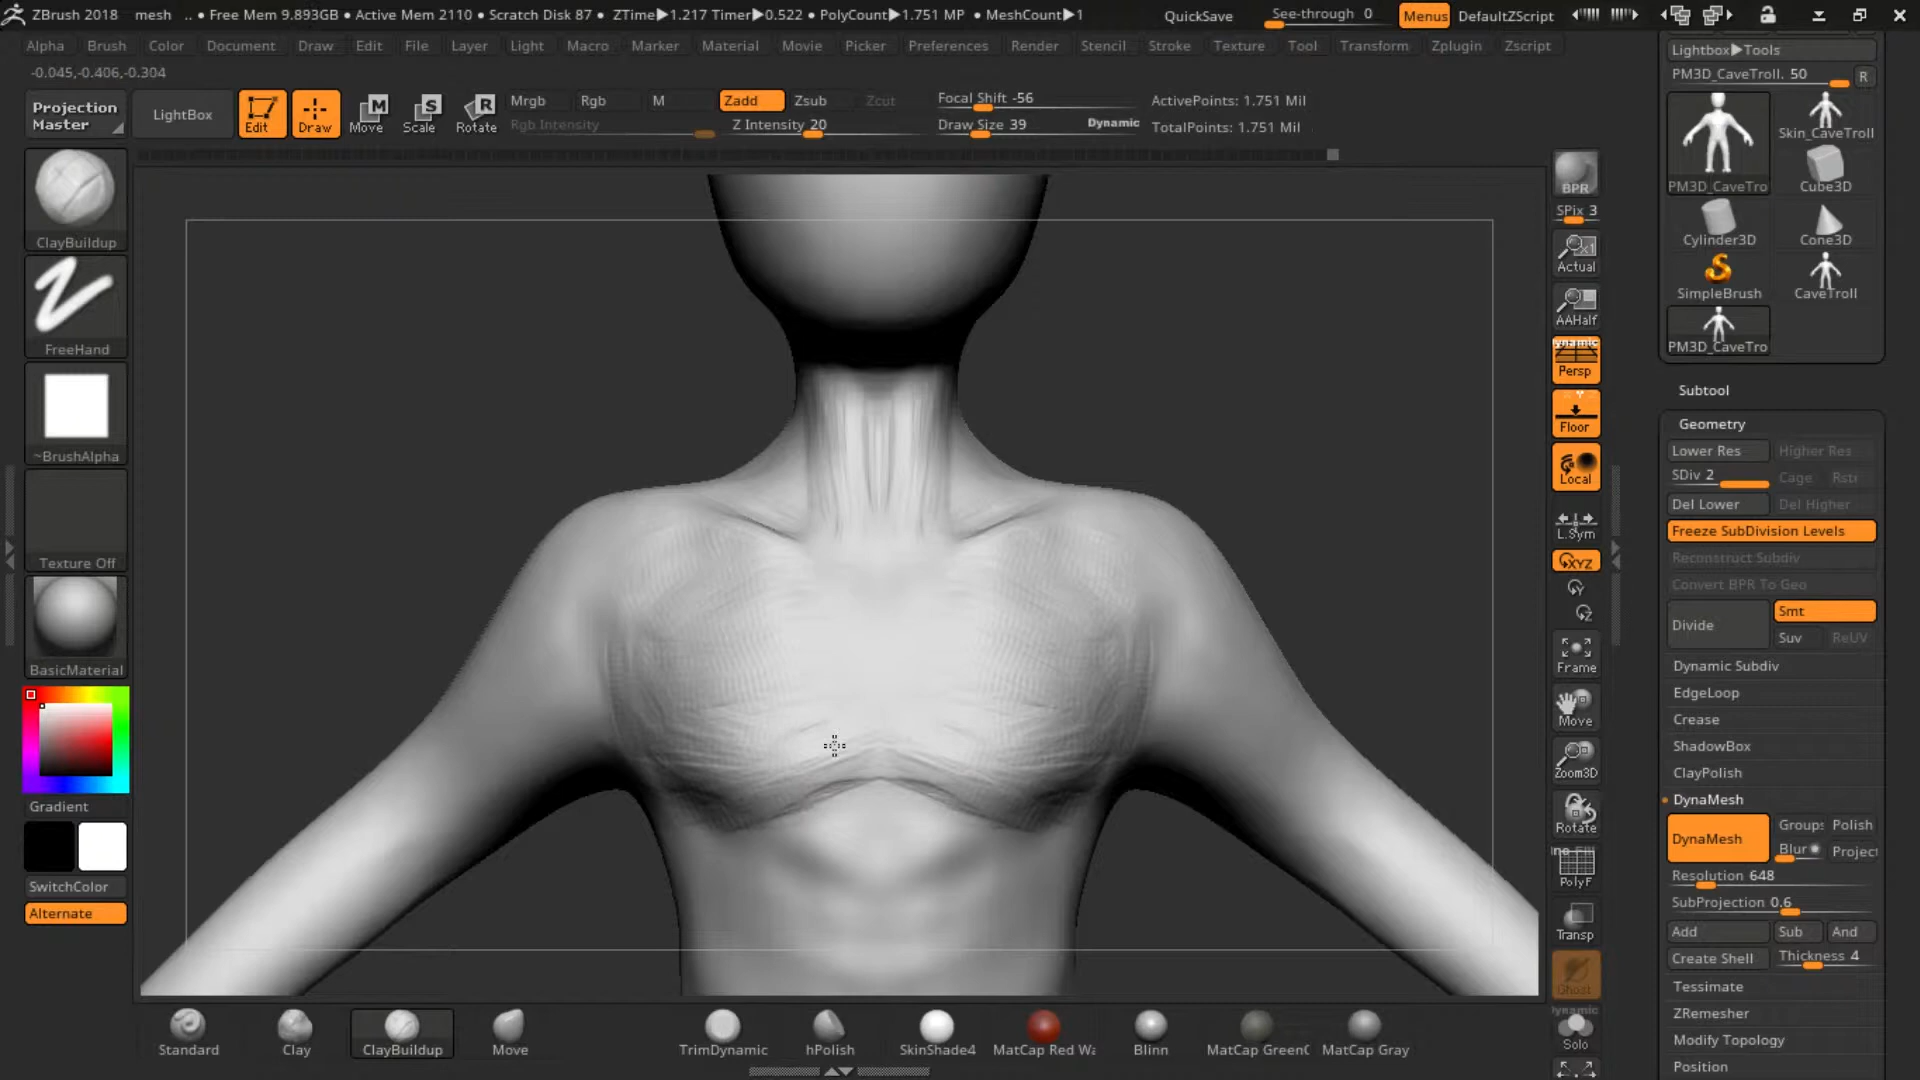 ZBrush 2018 mesh .. • Free Mem 9.893GB • Active Mem 2110 • Scratch Disk 87 • ZTime▶1.217 Timer▶0.522 • PolyCount▶1.751 MP • MeshCount▶1
QuickSave
See-through 0
Menus
DefaultZScript
Alpha Brush Color Document Draw Edit File Layer Light Macro Marker Material Movie Picker Preferences Render Stencil Stroke Texture Tool Transform Zplugin Zscript
-0.045,-0.406,-0.304
Projection
Master
LightBox
Edit
Draw
Move
Scale
Rotate
Mrgb Rgb M
Rgb Intensity
Zadd Zsub Zcut
Z Intensity 20
Focal Shift -56
Draw Size 39
Dynamic
ActivePoints: 1.751 Mil
TotalPoints: 1.751 Mil
ClayBuildup
FreeHand
~BrushAlpha
Texture Off
BasicMaterial
Gradient
SwitchColor
Alternate
BPR
SPix 3
Actual
AAHalf
Persp
Floor
Local
L.Sym
XYZ
Frame
Move
Zoom3D
Rotate
PolyF
Transp
Ghost
Dynamic
Solo
Lightbox▶Tools
PM3D_CaveTroll. 50
R
PM3D_CaveTro
Skin_CaveTroll
Cube3D
Cylinder3D
Cone3D
SimpleBrush
CaveTroll
PM3D_CaveTro
Subtool
Geometry
Lower Res
Higher Res
SDiv 2
Cage
Rstr
Del Lower
Del Higher
Freeze SubDivision Levels
Reconstruct Subdiv
Convert BPR To Geo
Divide
Smt
Suv
ReUV
Dynamic Subdiv
EdgeLoop
Crease
ShadowBox
ClayPolish
DynaMesh
DynaMesh
Groups
Polish
Blur
Project
Resolution 648
SubProjection 0.6
Add
Sub
And
Create Shell
Thickness 4
Tessimate
ZRemesher
Modify Topology
Position
Standard
Clay
ClayBuildup
Move
TrimDynamic
hPolish
SkinShade4
MatCap Red Wa
Blinn
MatCap GreenC
MatCap Gray